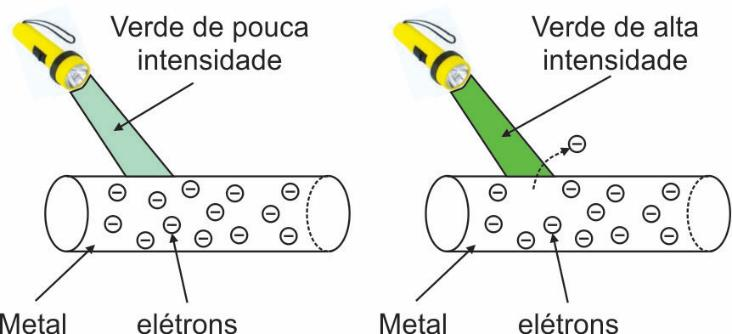 Verde de pouca
intensidade
Metal
elétrons
Verde de alta
intensidade
Metal
elétrons